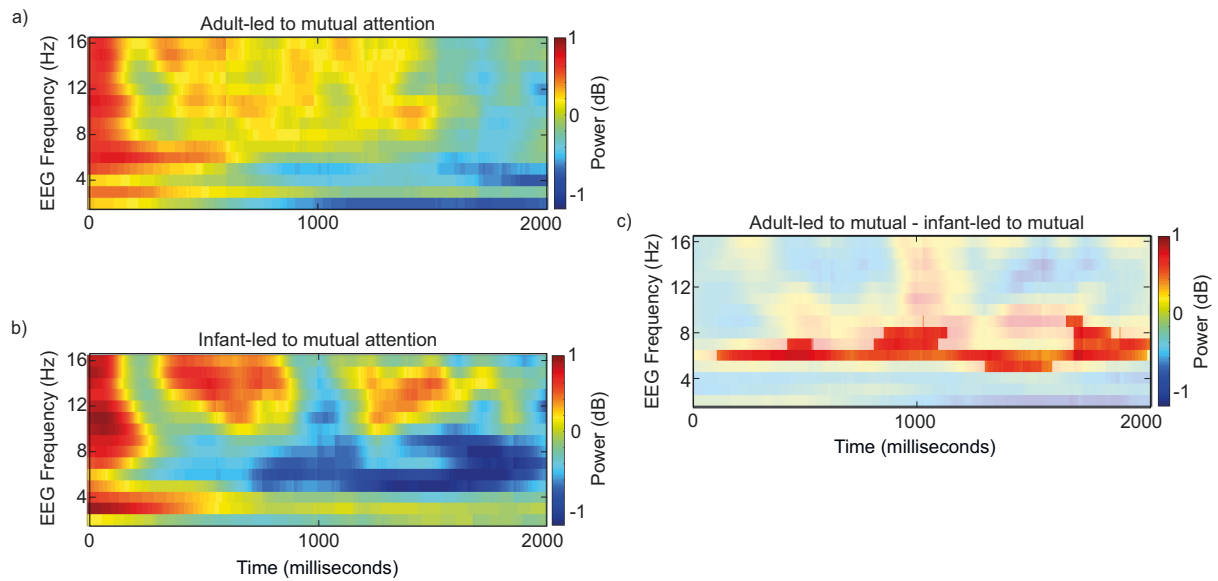 a)
Adult-led to mutual attention
EEG Frequency (Hz)
16
12
8
4
0
1000
2000
1
0
-1
Power (dB)
b)
Infant-led to mutual attention
EEG Frequency (Hz)
16
12
8
4
0
1000
2000
Time (milliseconds)
1
0
-1
Power (dB)
c)
Adult-led to mutual - infant-led to mutual
EEG Frequency (Hz)
16
12
8
4
0
1000
2000
Time (milliseconds)
1
0
-1
Power (dB)